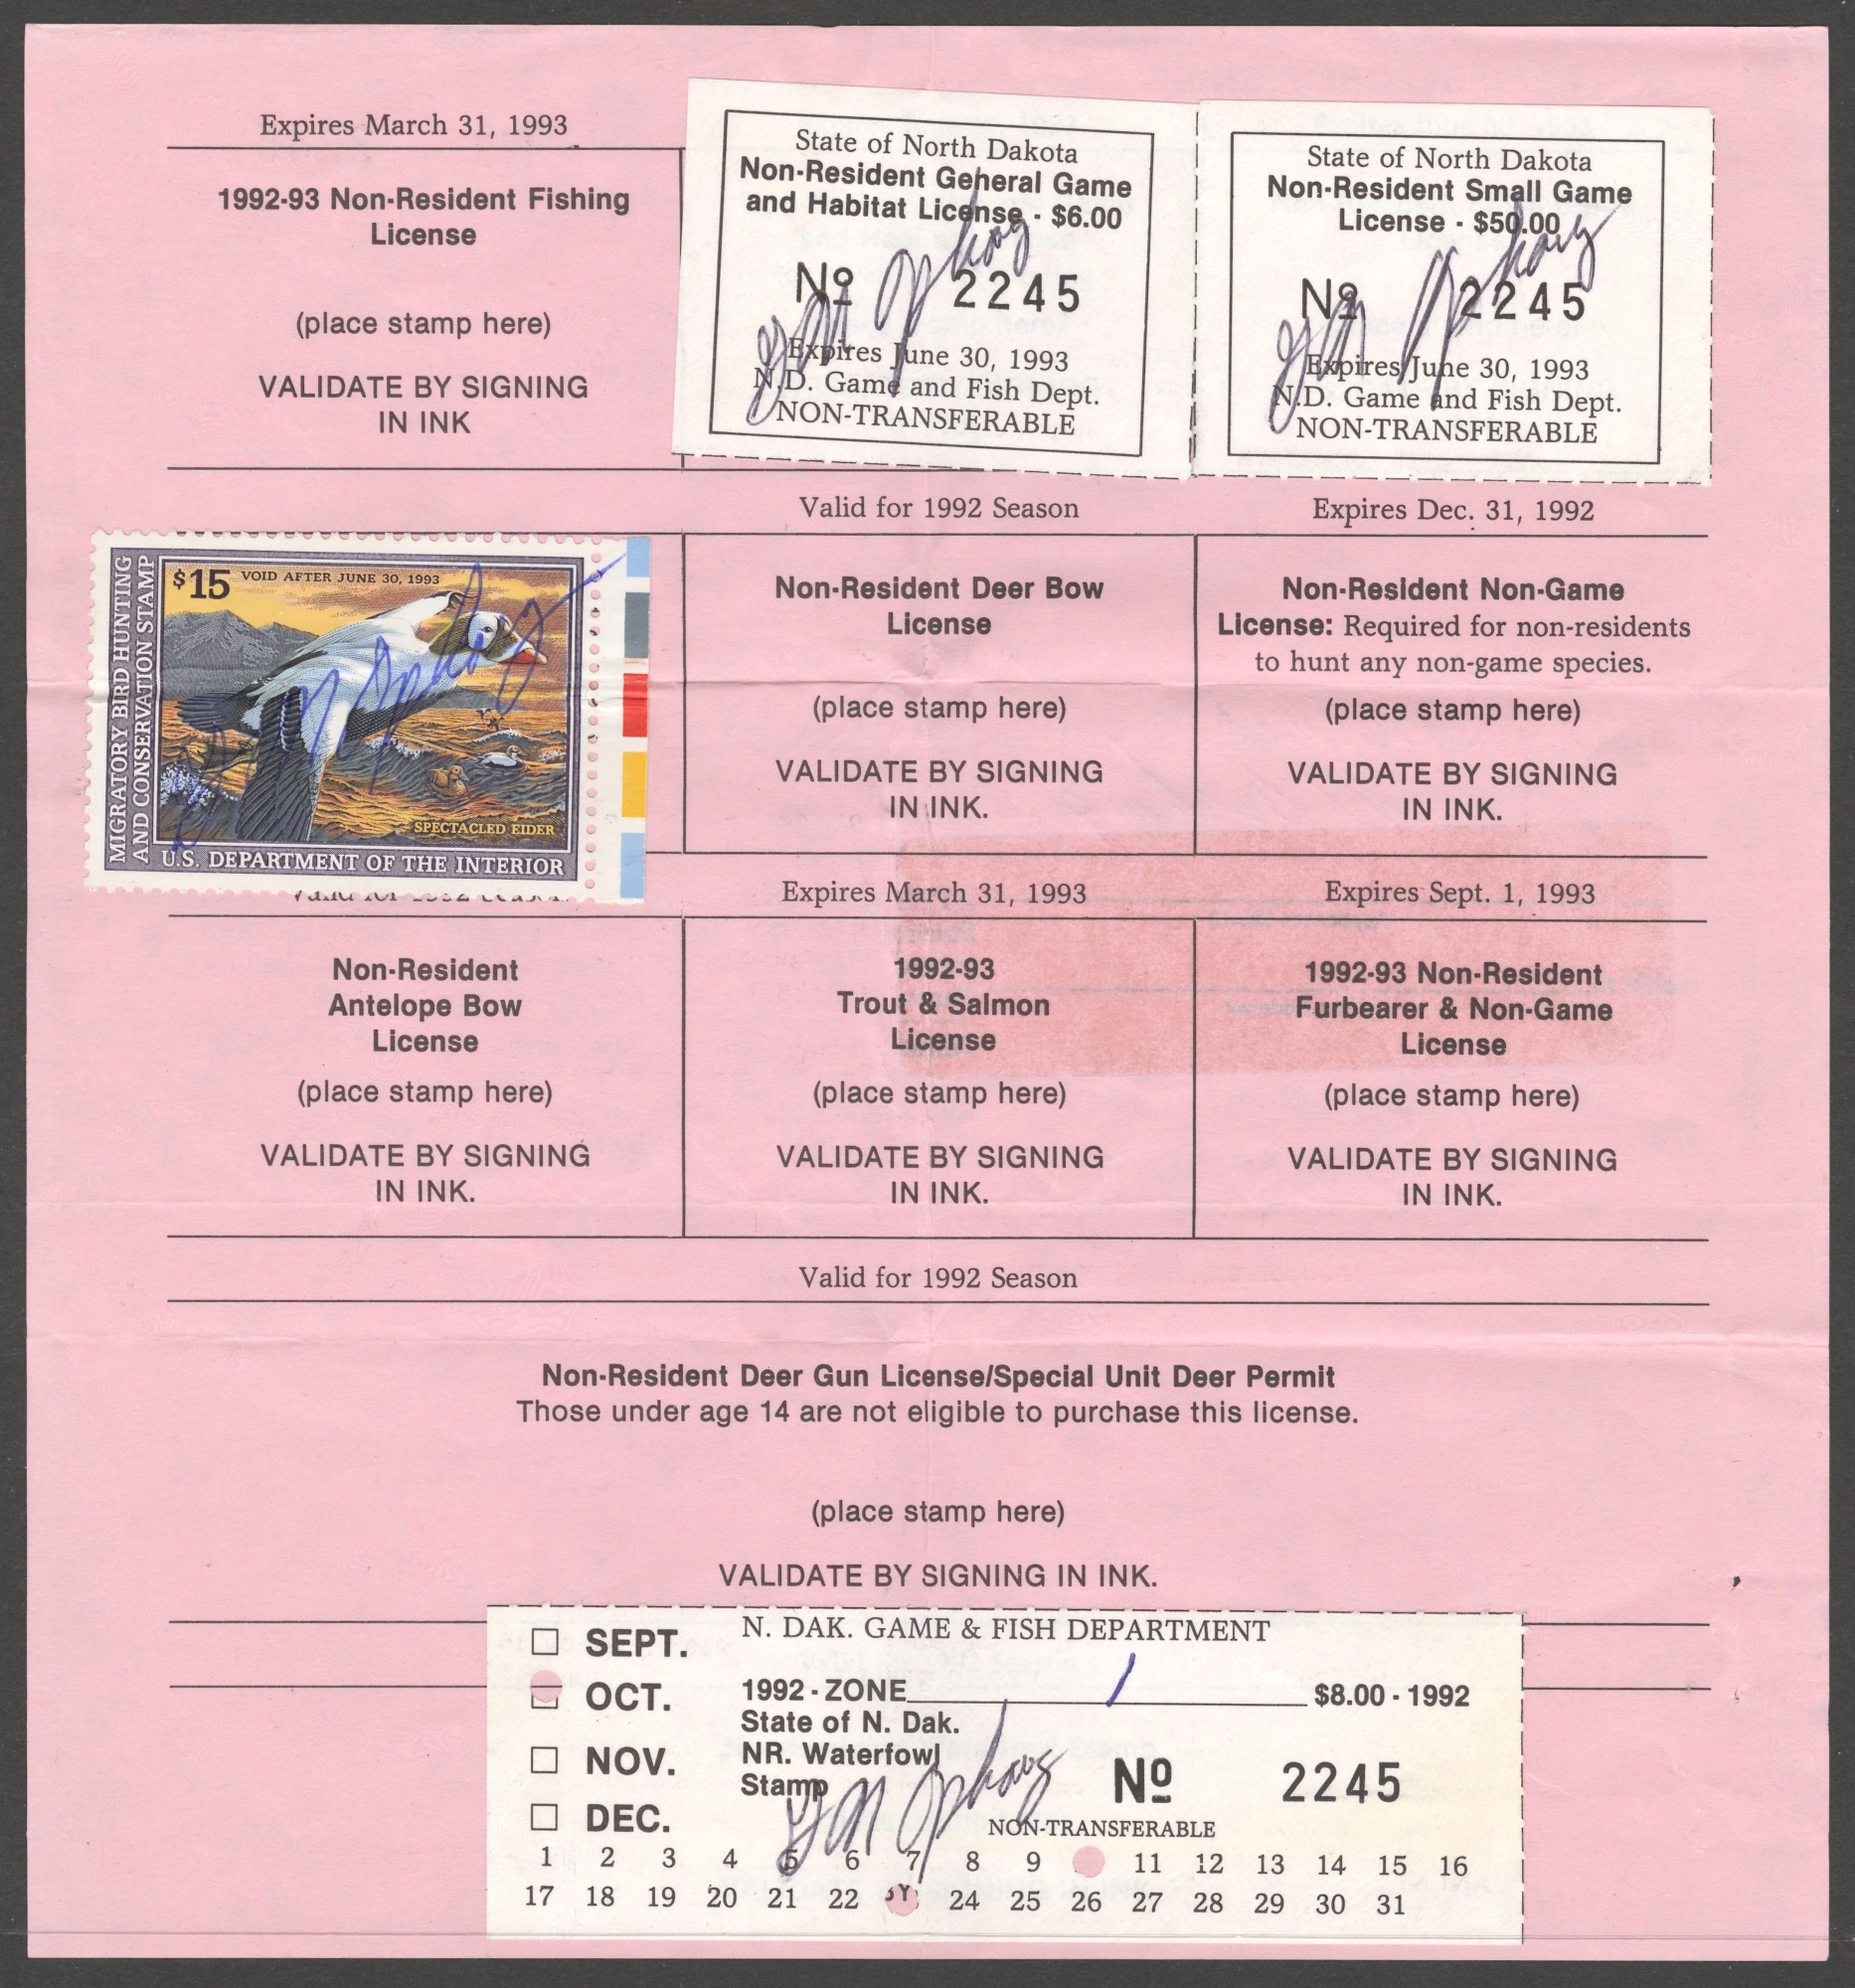 Expires March 31, 1993
1992-93 Non-Resident Fishing
License
(place stamp here)
VALIDATE BY SIGNING
IN INK
State of North Dakota
Non-Resident General Game
and Habitat License - $6.00
No 2245
Expires June 30, 1993
N.D. Game and Fish Dept.
NON-TRANSFERABLE
State of North Dakota
Non-Resident Small Game
License - $50.00
No 2245
Expires June 30, 1993
N.D. Game and Fish Dept.
NON-TRANSFERABLE
MIGRATORY BIRD HUNTING
AND CONSERVATION STAMP
$15 VOID AFTER JUNE 30, 1993
SPECTACLED EIDER
U.S. DEPARTMENT OF THE INTERIOR
Valid for 1992 Season
Non-Resident Deer Bow
License
(place stamp here)
VALIDATE BY SIGNING
IN INK.
Expires Dec. 31, 1992
Non-Resident Non-Game
License: Required for non-residents
to hunt any non-game species.
(place stamp here)
VALIDATE BY SIGNING
IN INK.
Valid for 1992 Season
Non-Resident
Antelope Bow
License
(place stamp here)
VALIDATE BY SIGNING
IN INK.
Expires March 31, 1993
1992-93
Trout & Salmon
License
(place stamp here)
VALIDATE BY SIGNING
IN INK.
Expires Sept. 1, 1993
1992-93 Non-Resident
Furbearer & Non-Game
License
(place stamp here)
VALIDATE BY SIGNING
IN INK.
Valid for 1992 Season
Non-Resident Deer Gun License/Special Unit Deer Permit
Those under age 14 are not eligible to purchase this license.
(place stamp here)
VALIDATE BY SIGNING IN INK.
N. DAK. GAME & FISH DEPARTMENT
SEPT.
OCT.
NOV.
DEC.
1992 - ZONE 1 $8.00 - 1992
State of N. Dak.
NR. Waterfowl
Stamp
No 2245
NON-TRANSFERABLE
1 2 3 4 5 6 7 8 9 11 12 13 14 15 16
17 18 19 20 21 22 24 25 26 27 28 29 30 31